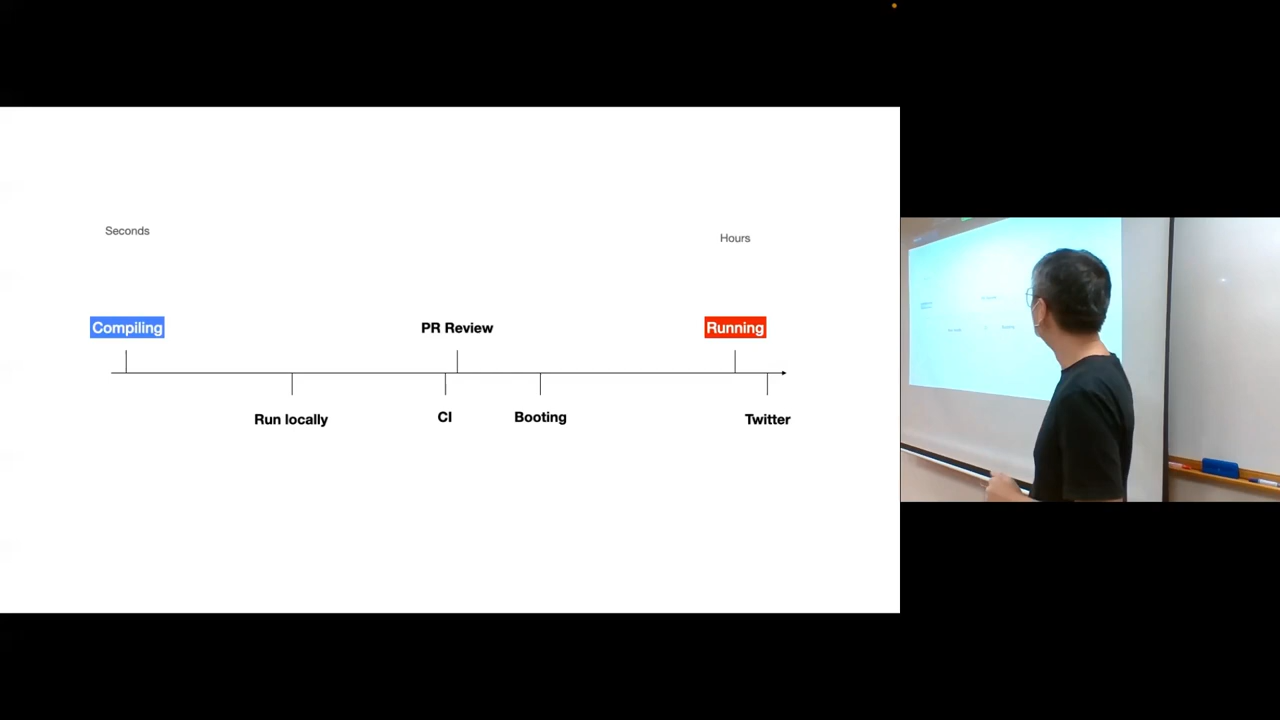 Seconds
Hours
Compiling
PR Review
Running
Run locally
CI
Booting
Twitter